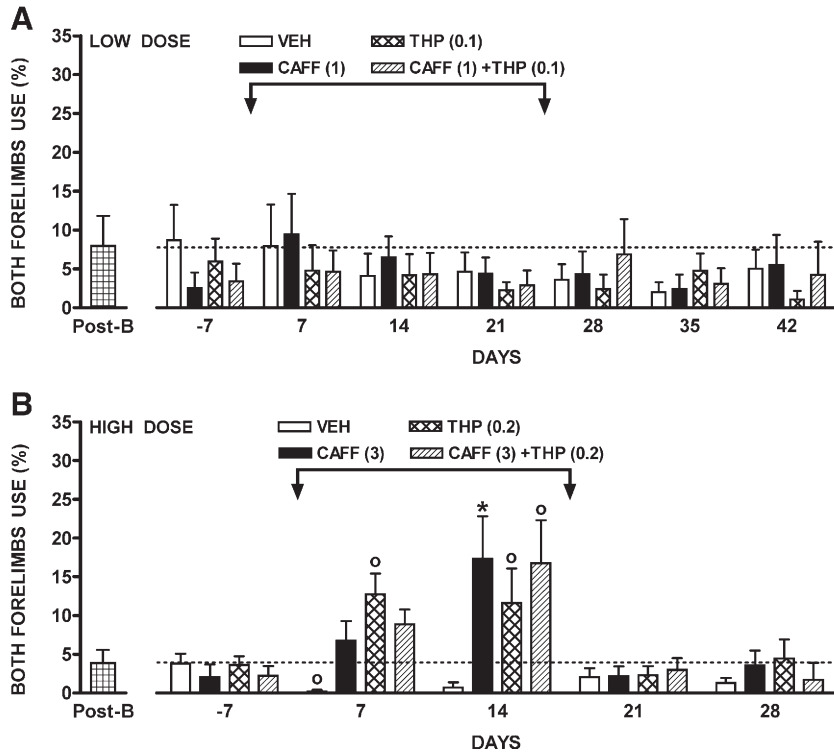 A
LOW DOSE
VEH
THP (0.1)
CAFF (1)
CAFF (1) +THP (0.1)
BOTH FORELIMBS USE (%)
35
30
25
20
15
10
5
0
Post-B
-7
7
14
21
28
35
42
DAYS
B
HIGH DOSE
VEH
THP (0.2)
CAFF (3)
CAFF (3) +THP (0.2)
BOTH FORELIMBS USE (%)
35
30
25
20
15
10
5
0
o
o
*
o
o
Post-B
-7
7
14
21
28
DAYS